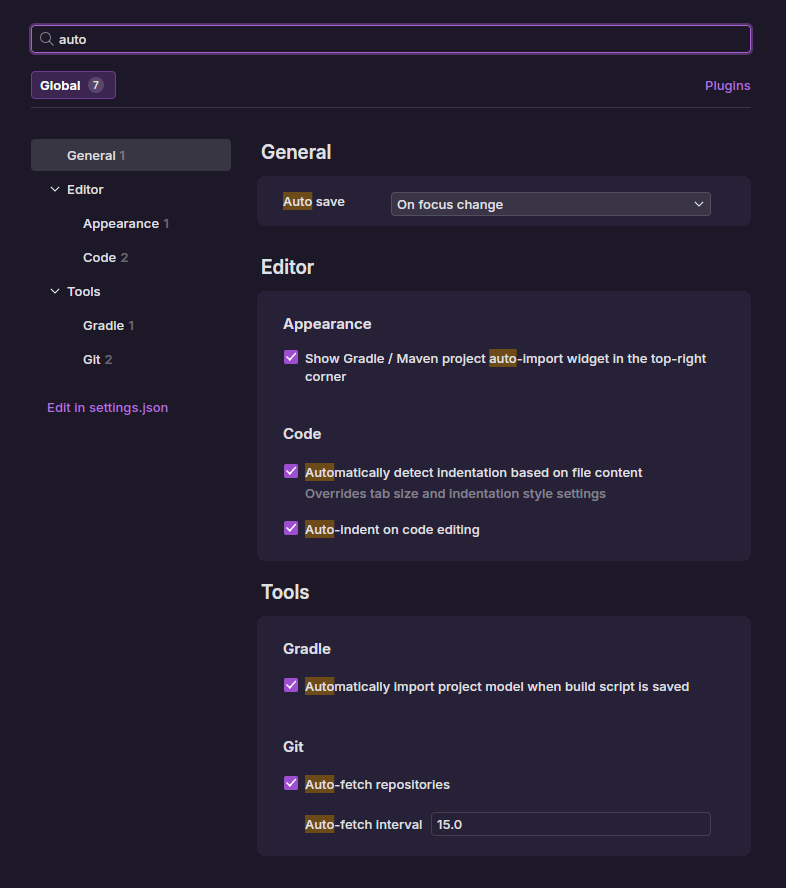 auto
Global 7
Plugins
General 1
Editor
Appearance 1
Code 2
Tools
Gradle 1
Git 2
Edit in settings.json
General
Auto save On focus change
Editor
Appearance
Show Gradle / Maven project auto-import widget in the top-right
corner
Code
Automatically detect indentation based on file content
Overrides tab size and indentation style settings
Auto-indent on code editing
Tools
Gradle
Automatically import project model when build script is saved
Git
Auto-fetch repositories
Auto-fetch interval 15.0